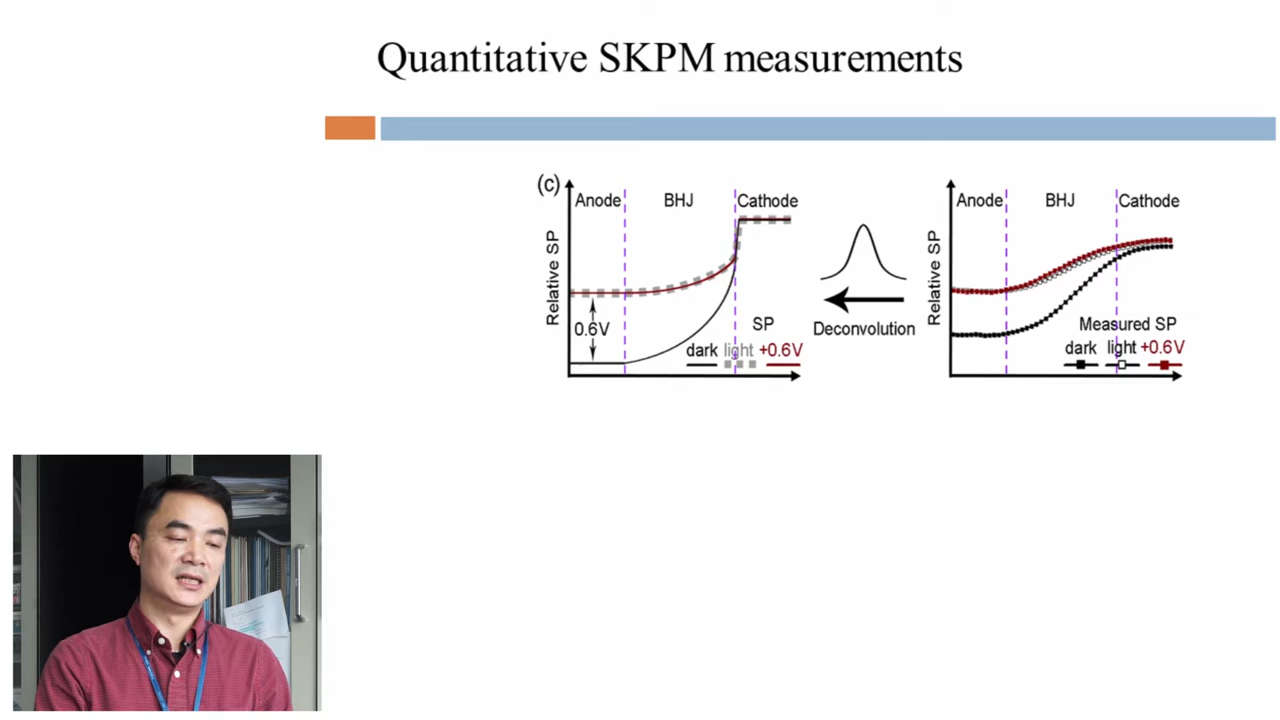 Quantitative SKPM measurements
(c)
Anode BHJ Cathode
Relative SP
0.6V
SP
dark light +0.6V
Deconvolution
Anode BHJ Cathode
Relative SP
Measured SP
dark light +0.6V